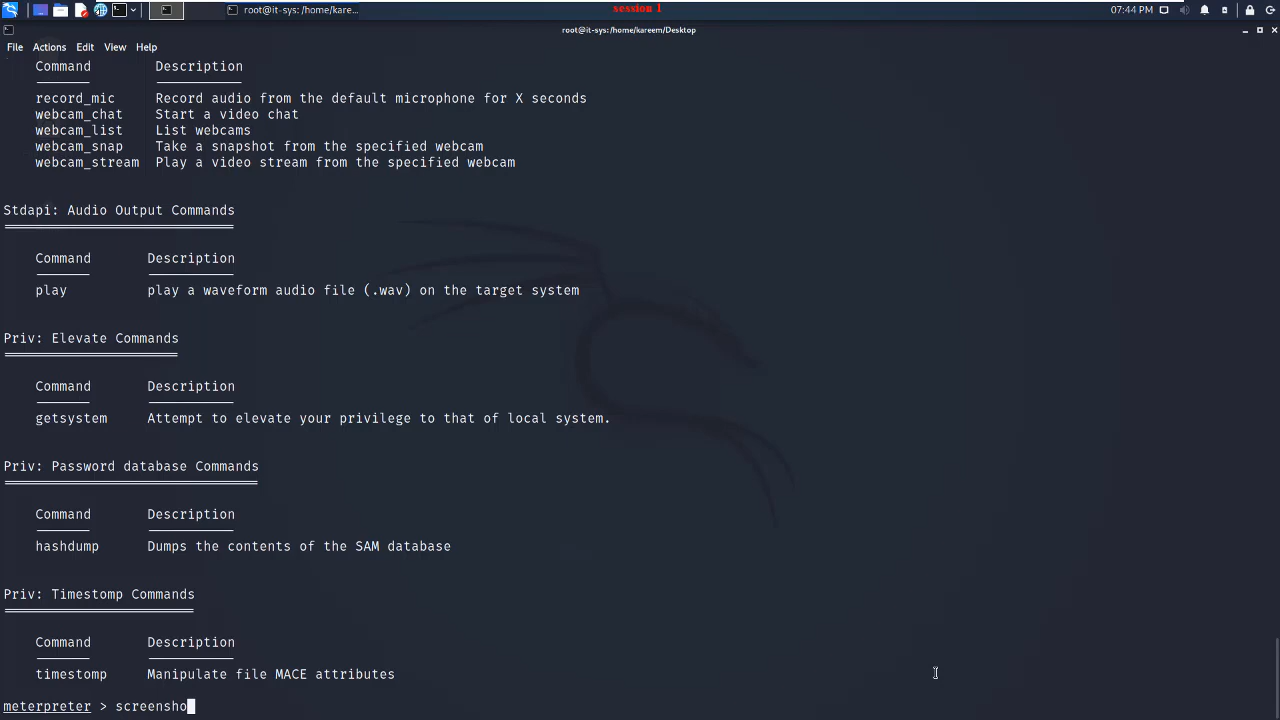 root@it-sys: /home/kare...
session 1
07:44 PM
root@it-sys: /home/kareem/Desktop
File Actions Edit View Help
Command Description
record_mic Record audio from the default microphone for X seconds
webcam_chat Start a video chat
webcam_list List webcams
webcam_snap Take a snapshot from the specified webcam
webcam_stream Play a video stream from the specified webcam
Stdapi: Audio Output Commands
Command Description
play play a waveform audio file (.wav) on the target system
Priv: Elevate Commands
Command Description
getsystem Attempt to elevate your privilege to that of local system.
Priv: Password database Commands
Command Description
hashdump Dumps the contents of the SAM database
Priv: Timestomp Commands
Command Description
timestomp Manipulate file MACE attributes
meterpreter > screensho